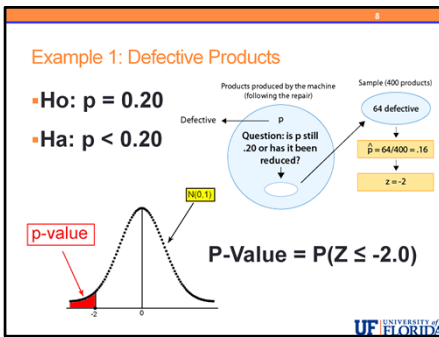 8
Example 1: Defective Products
▪Ho: p = 0.20
▪Ha: p < 0.20
Products produced by the machine
(following the repair)
Defective
p
Question: is p still
.20 or has it been
reduced?
Sample (400 products)
64 defective
p̂ = 64/400 = .16
z = -2
N(0,1)
p-value
-2
0
P-Value = P(Z ≤ -2.0)
UF UNIVERSITY of
FLORIDA